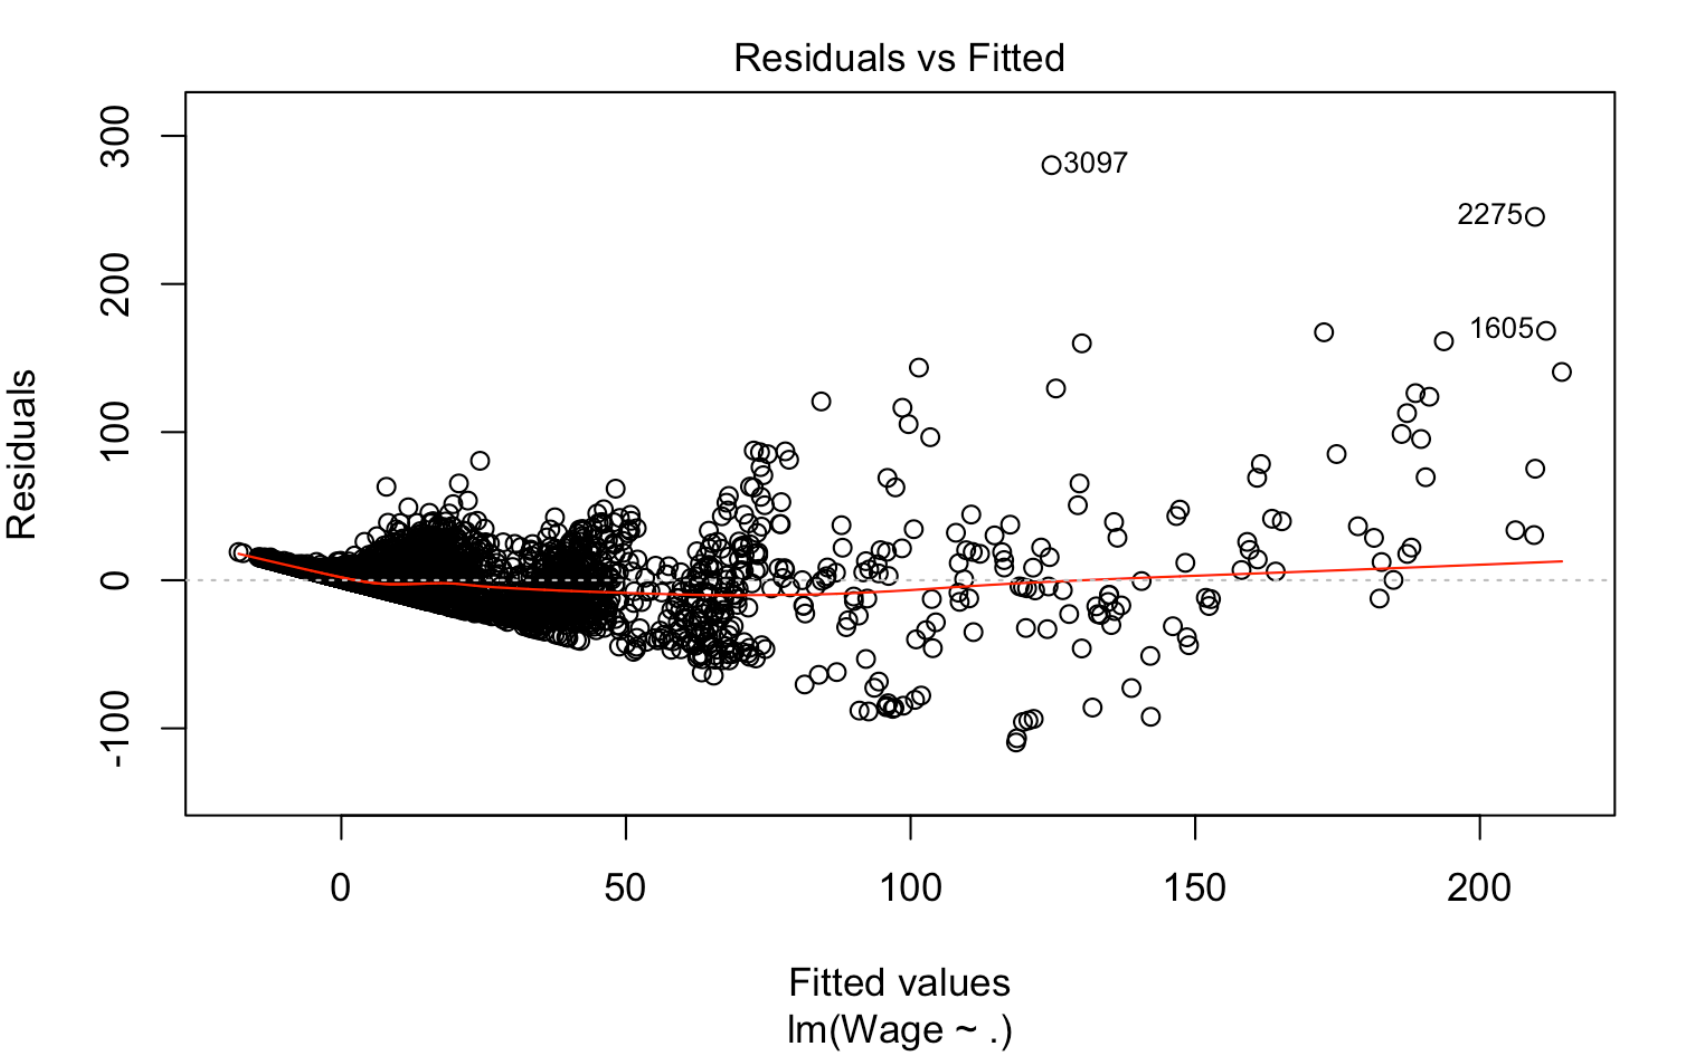 Residuals vs Fitted
300
200
100
0
-100
Residuals
3097
2275
1605
0 50 100 150 200
Fitted values
lm(Wage ~ .)